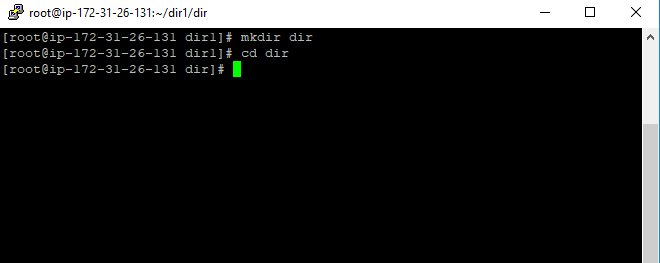 root@ip-172-31-26-131:~/dir1/dir
[root@ip-172-31-26-131 dir1]# mkdir dir
[root@ip-172-31-26-131 dir1]# cd dir
[root@ip-172-31-26-131 dir]#